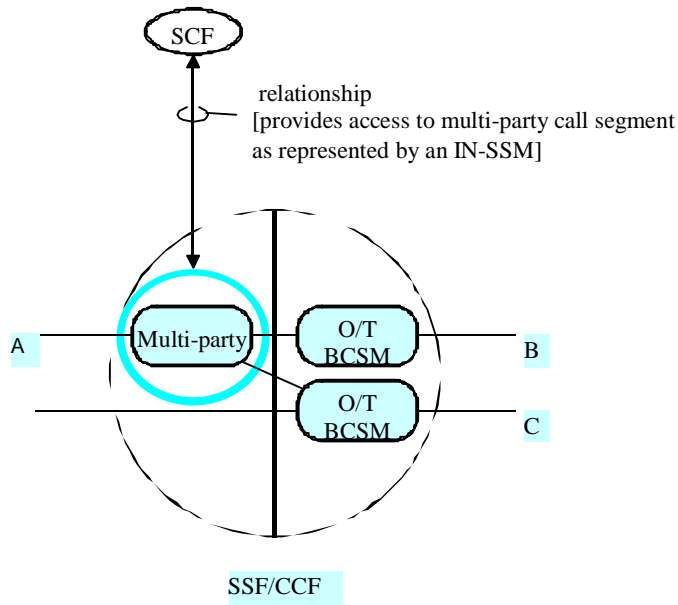 SCF
relationship
[provides access to multi-party call segment
as represented by an IN-SSM]
A
Multi-party
O/T
BCSM
B
O/T
BCSM
C
SSF/CCF